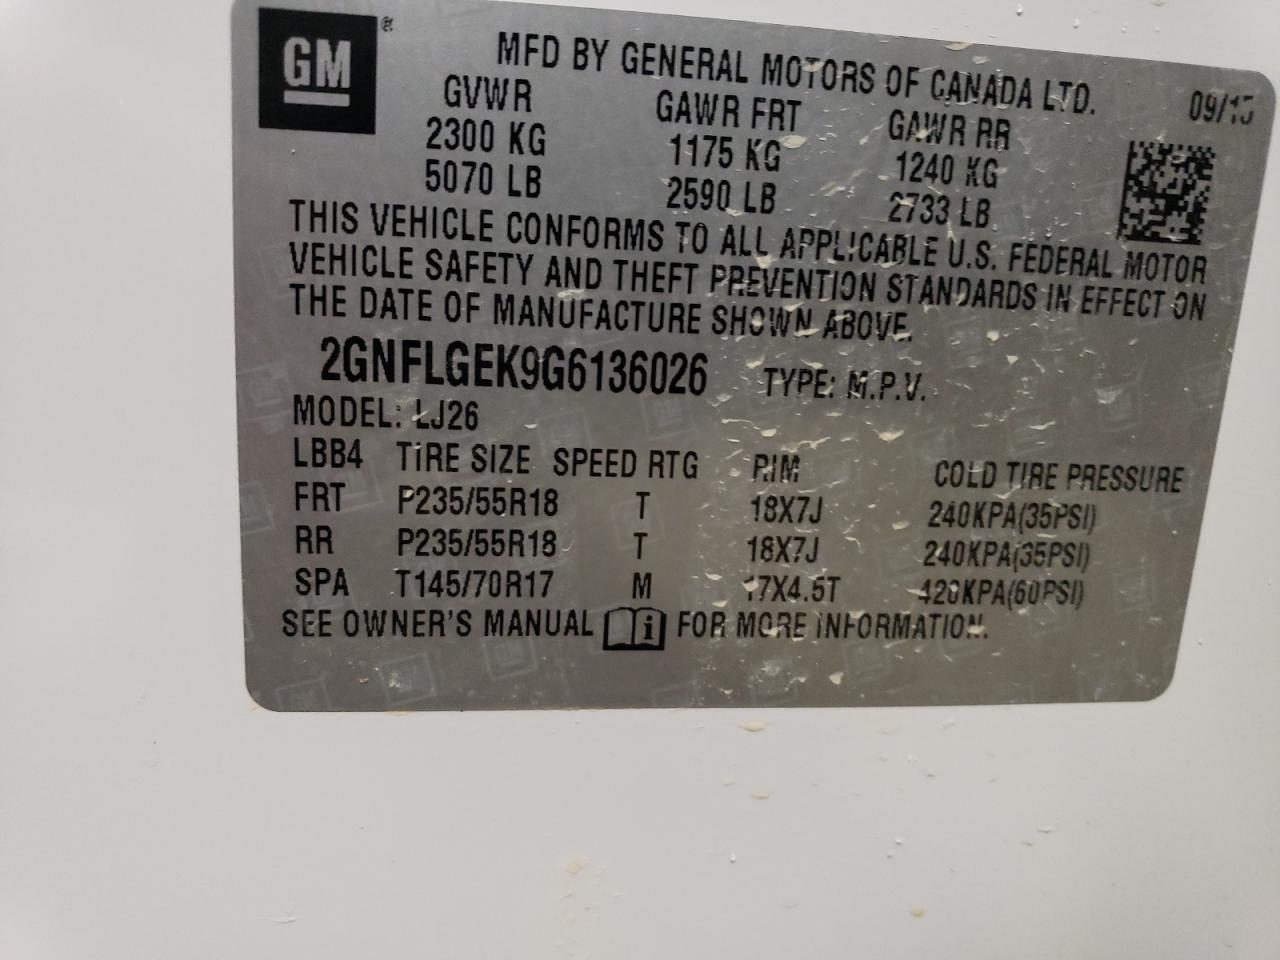 GM ®
MFD BY GENERAL MOTORS OF CANADA LTD. 09/15
GVWR GAWR FRT GAWR RR
2300 KG 1175 KG 1240 KG
5070 LB 2590 LB 2733 LB
THIS VEHICLE CONFORMS TO ALL APPLICABLE U.S. FEDERAL MOTOR
VEHICLE SAFETY AND THEFT PREVENTION STANDARDS IN EFFECT ON
THE DATE OF MANUFACTURE SHOWN ABOVE.
2GNFLGEK9G6136026 TYPE: M.P.V.
MODEL: LJ26
LBB4 TIRE SIZE SPEED RTG RIM COLD TIRE PRESSURE
FRT P235/55R18 T 18X7J 240KPA(35PSI)
RR P235/55R18 T 18X7J 240KPA(35PSI)
SPA T145/70R17 M 17X4.5T 420KPA(60PSI)
SEE OWNER'S MANUAL i FOR MORE INFORMATION.